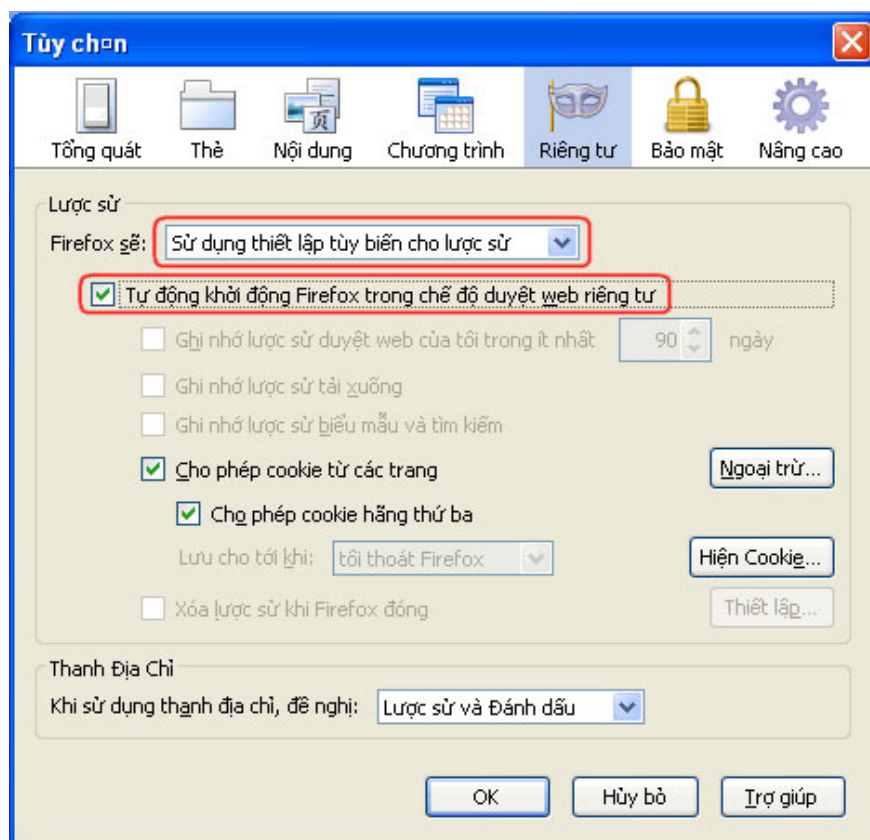 Tùy ch¤n
页
Tổng quát Thẻ Nội dung Chương trình Riêng tư Bảo mật Nâng cao
Lược sử
Firefox sẽ: Sử dụng thiết lập tùy biến cho lược sử
Tự động khởi động Firefox trong chế độ duyệt web riêng tư
Ghi nhớ lược sử duyệt web của tôi trong ít nhất 90 ngày
Ghi nhớ lược sử tải xuống
Ghi nhớ lược sử biểu mẫu và tìm kiếm
Cho phép cookie từ các trang Ngoại trừ...
Cho phép cookie hãng thứ ba
Lưu cho tới khi: tôi thoát Firefox Hiện Cookie...
Xóa lược sử khi Firefox đóng Thiết lập...
Thanh Địa Chỉ
Khi sử dụng thanh địa chỉ, đề nghị: Lược sử và Đánh dấu
OK Hủy bỏ Trợ giúp